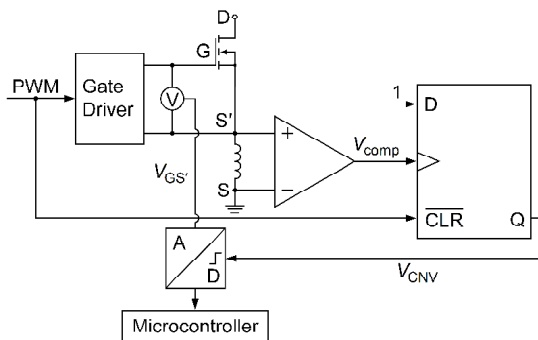 D
G
PWM
Gate
Driver
V
S'
+
V_comp
1
D
V_GS'
S
−
CLR
Q
A
D
V_CNV
Microcontroller